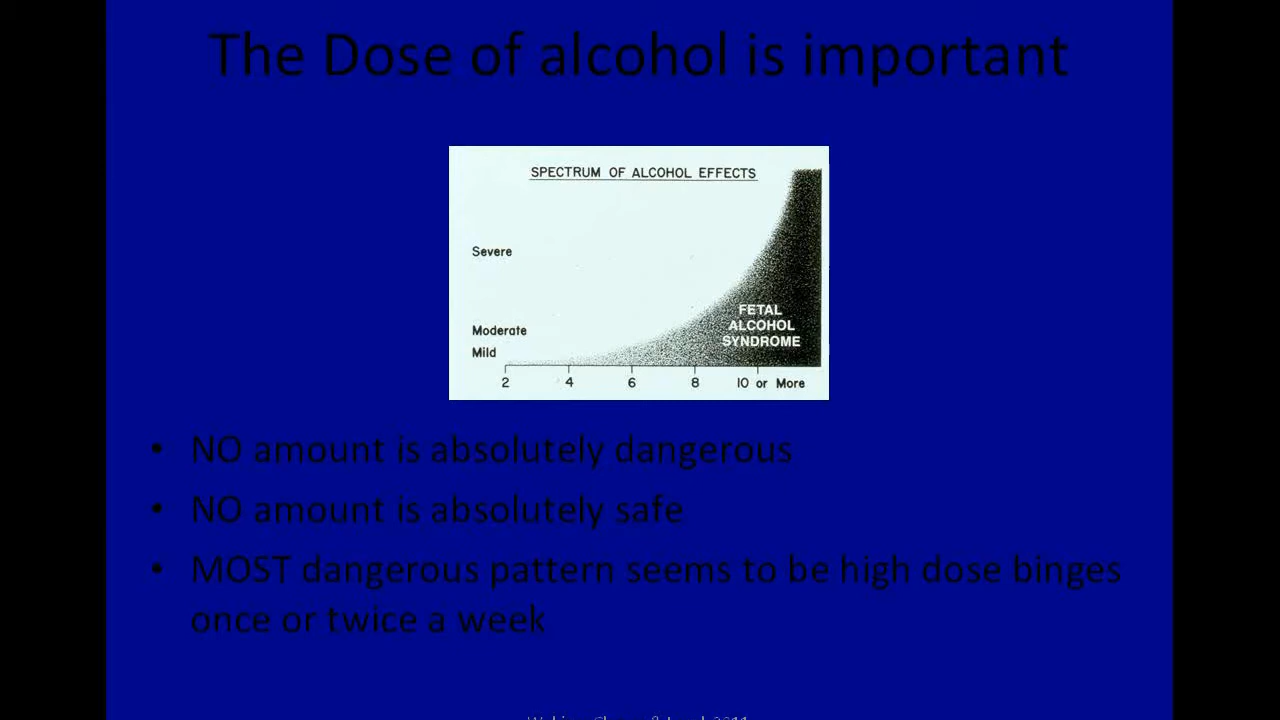 The Dose of alcohol is important
SPECTRUM OF ALCOHOL EFFECTS
Severe
Moderate
Mild
FETAL
ALCOHOL
SYNDROME
2 4 6 8 10 or More
• NO amount is absolutely dangerous
• NO amount is absolutely safe
• MOST dangerous pattern seems to be high dose binges
once or twice a week